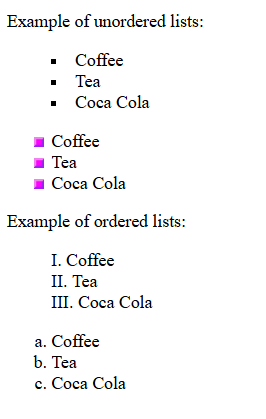 Example of unordered lists:
▪ Coffee
▪ Tea
▪ Coca Cola
Coffee
Tea
Coca Cola
Example of ordered lists:
I. Coffee
II. Tea
III. Coca Cola
a. Coffee
b. Tea
c. Coca Cola